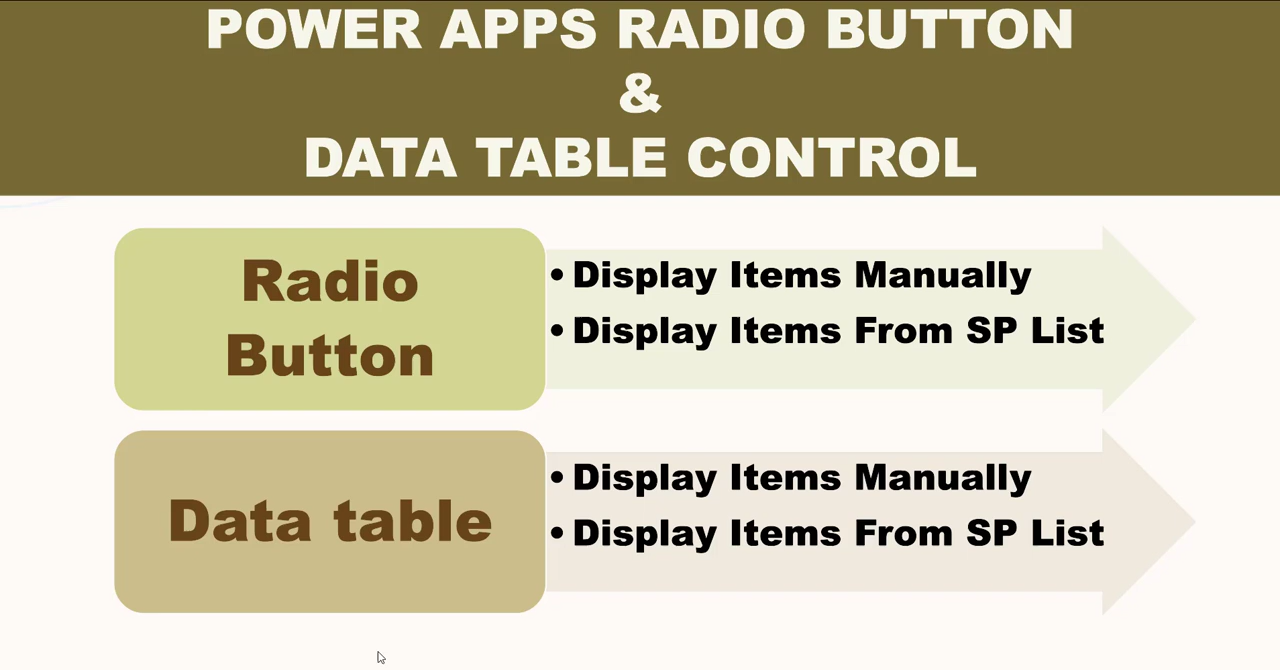 POWER APPS RADIO BUTTON
&
DATA TABLE CONTROL
Radio
Button
• Display Items Manually
• Display Items From SP List
Data table
• Display Items Manually
• Display Items From SP List